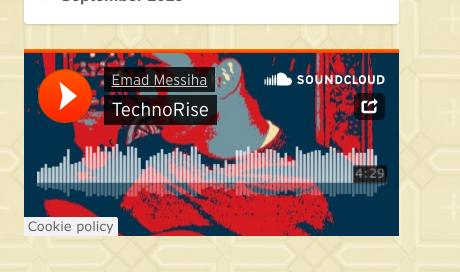 Emad Messiha
SOUNDCLOUD
TechnoRise
4:29
Cookie policy